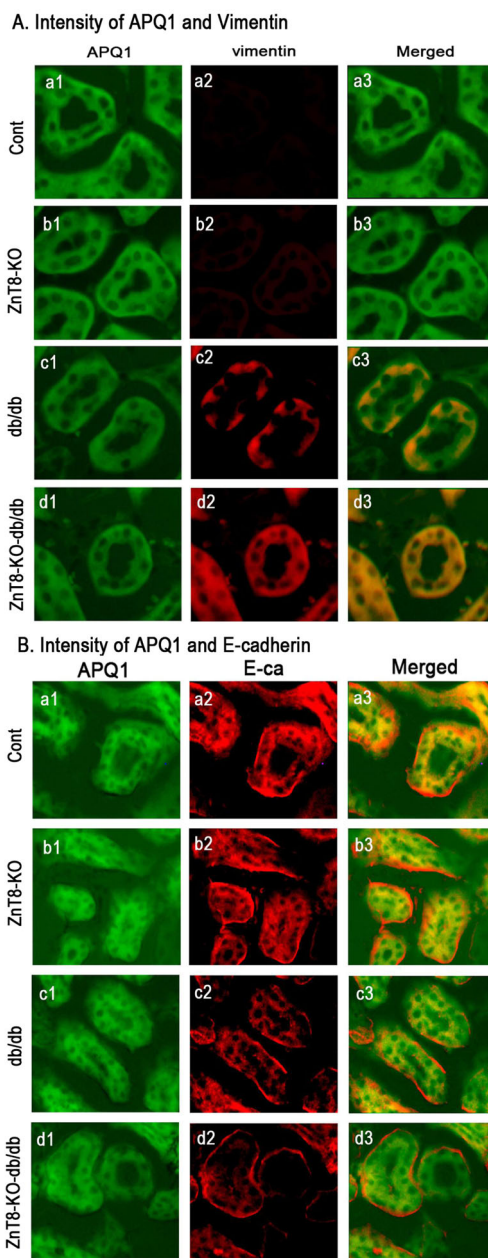 A. Intensity of APQ1 and Vimentin
APQ1 vimentin Merged
Cont a1 a2 a3
ZnT8-KO b1 b2 b3
db/db c1 c2 c3
ZnT8-KO-db/db d1 d2 d3
B. Intensity of APQ1 and E-cadherin
APQ1 E-ca Merged
Cont a1 a2 a3
ZnT8-KO b1 b2 b3
db/db c1 c2 c3
ZnT8-KO-db/db d1 d2 d3